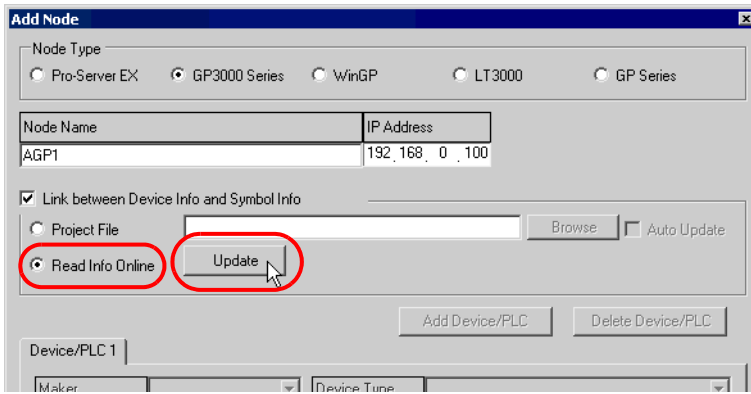 Add Node
Node Type
Pro-Server EX GP3000 Series WinGP LT3000 GP Series
Node Name IP Address
AGP1 192.168. 0 .100
Link between Device Info and Symbol Info
Project File Browse Auto Update
Read Info Online Update
Add Device/PLC Delete Device/PLC
Device/PLC 1
Maker Device Type